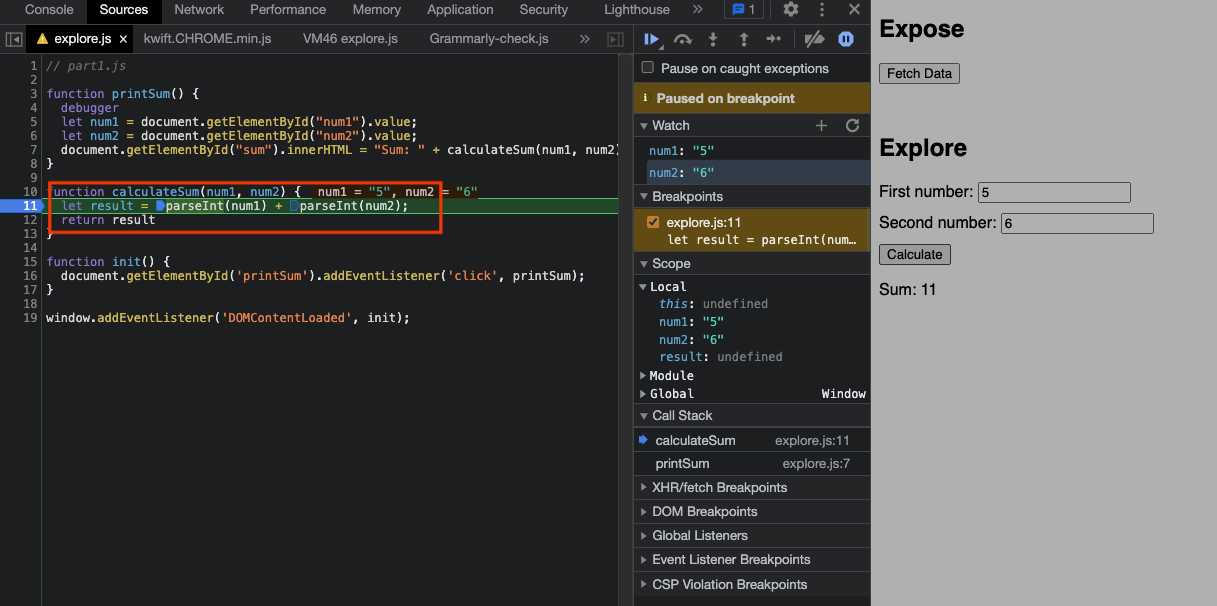 Console Sources Network Performance Memory Application Security Lighthouse » 1
explore.js × kwift.CHROME.min.js VM46 explore.js Grammarly-check.js »
1 // part1.js
2
3 function printSum() {
4   debugger
5   let num1 = document.getElementById("num1").value;
6   let num2 = document.getElementById("num2").value;
7   document.getElementById("sum").innerHTML = "Sum: " + calculateSum(num1, num2)
8 }
9
10 function calculateSum(num1, num2) {  num1 = "5", num2 = "6"
11   let result = parseInt(num1) + parseInt(num2);
12   return result
13 }
14
15 function init() {
16   document.getElementById('printSum').addEventListener('click', printSum);
17 }
18
19 window.addEventListener('DOMContentLoaded', init);
Pause on caught exceptions
Paused on breakpoint
Watch
num1: "5"
num2: "6"
Breakpoints
explore.js:11
let result = parseInt(num…
Scope
Local
this: undefined
num1: "5"
num2: "6"
result: undefined
Module
Global Window
Call Stack
calculateSum explore.js:11
printSum explore.js:7
XHR/fetch Breakpoints
DOM Breakpoints
Global Listeners
Event Listener Breakpoints
CSP Violation Breakpoints
Expose
Fetch Data
Explore
First number: 5
Second number: 6
Calculate
Sum: 11